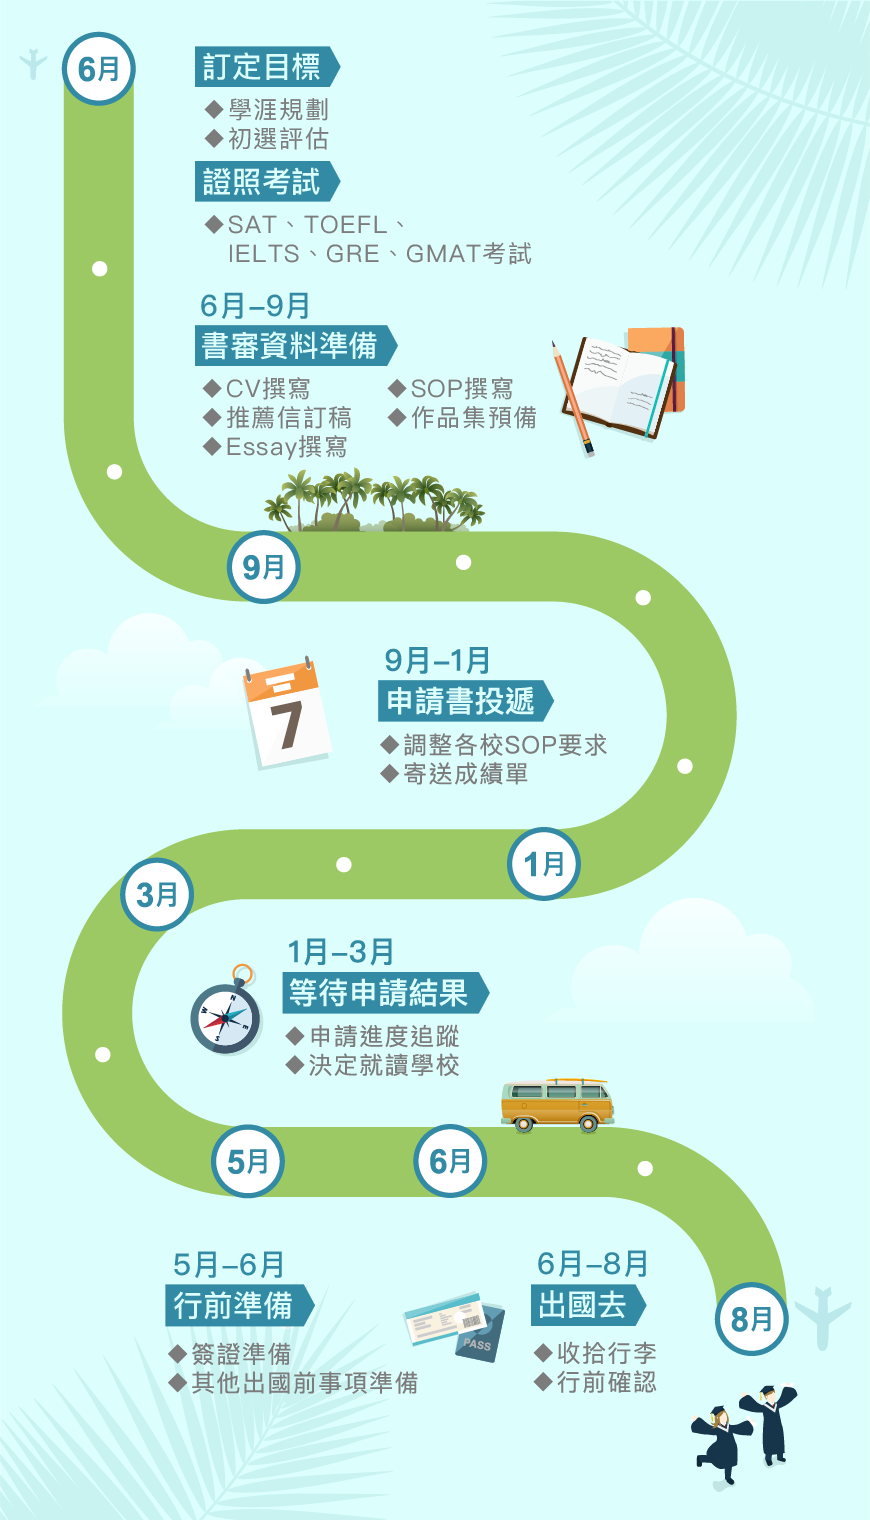 6月
訂定目標
◆學涯規劃
◆初選評估
證照考試
◆SAT、TOEFL、
IELTS、GRE、GMAT考試
6月–9月
書審資料準備
◆CV撰寫 ◆SOP撰寫
◆推薦信訂稿 ◆作品集預備
◆Essay撰寫
9月
9月–1月
申請書投遞
7
◆調整各校SOP要求
◆寄送成績單
1月
3月
1月–3月
等待申請結果
N
W
E
S
◆申請進度追蹤
◆決定就讀學校
5月
6月
5月–6月
行前準備
◆簽證準備
◆其他出國前事項準備
PASS
6月–8月
出國去
◆收拾行李
◆行前確認
8月